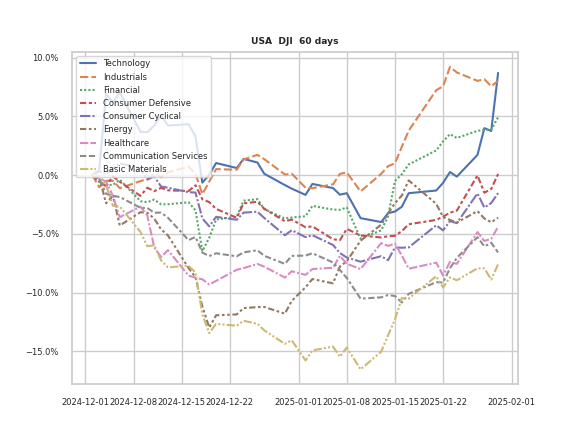 USA DJI 60 days
10.0%
5.0%
0.0%
−5.0%
−10.0%
−15.0%
Technology
Industrials
Financial
Consumer Defensive
Consumer Cyclical
Energy
Healthcare
Communication Services
Basic Materials
2024-12-01 2024-12-08 2024-12-15 2024-12-22 2025-01-01 2025-01-08 2025-01-15 2025-01-22 2025-02-01